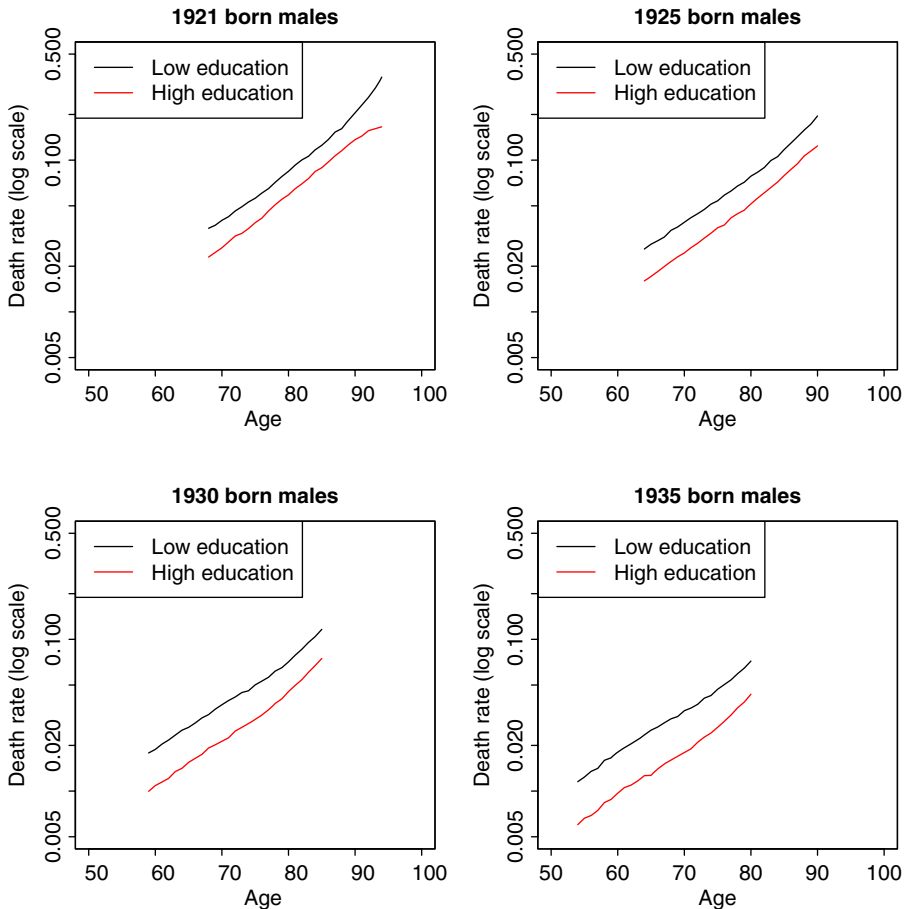 1921 born males
Low education
High education
Death rate (log scale)
0.500
0.100
0.020
0.005
50 60 70 80 90 100
Age
1925 born males
Low education
High education
Death rate (log scale)
0.500
0.100
0.020
0.005
50 60 70 80 90 100
Age
1930 born males
Low education
High education
Death rate (log scale)
0.500
0.100
0.020
0.005
50 60 70 80 90 100
Age
1935 born males
Low education
High education
Death rate (log scale)
0.500
0.100
0.020
0.005
50 60 70 80 90 100
Age